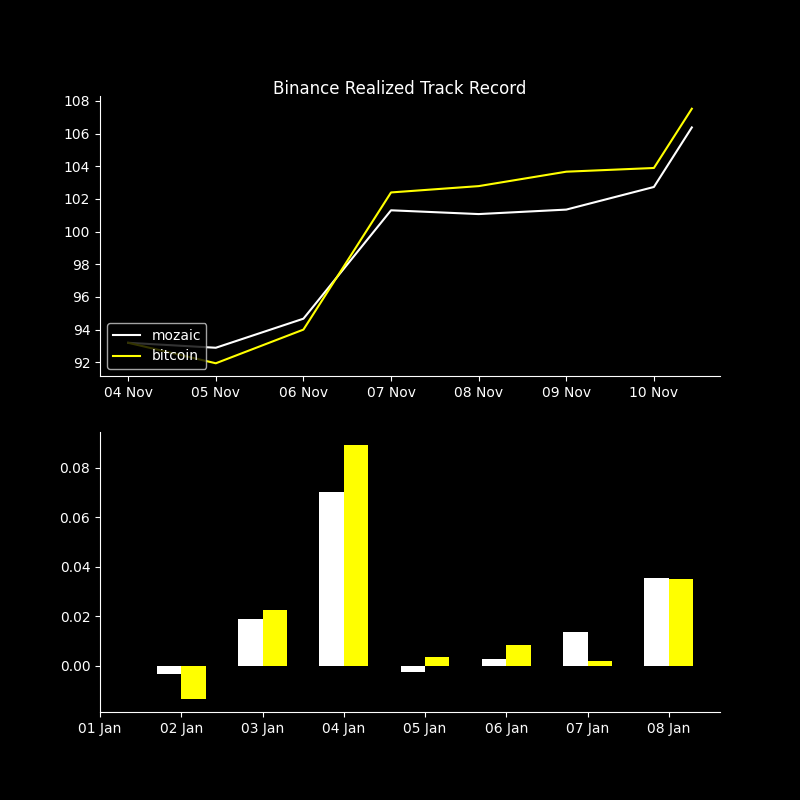 Binance Realized Track Record
108
106
104
102
100
98
96
94
92
mozaic
bitcoin
04 Nov 05 Nov 06 Nov 07 Nov 08 Nov 09 Nov 10 Nov
0.08
0.06
0.04
0.02
0.00
01 Jan 02 Jan 03 Jan 04 Jan 05 Jan 06 Jan 07 Jan 08 Jan